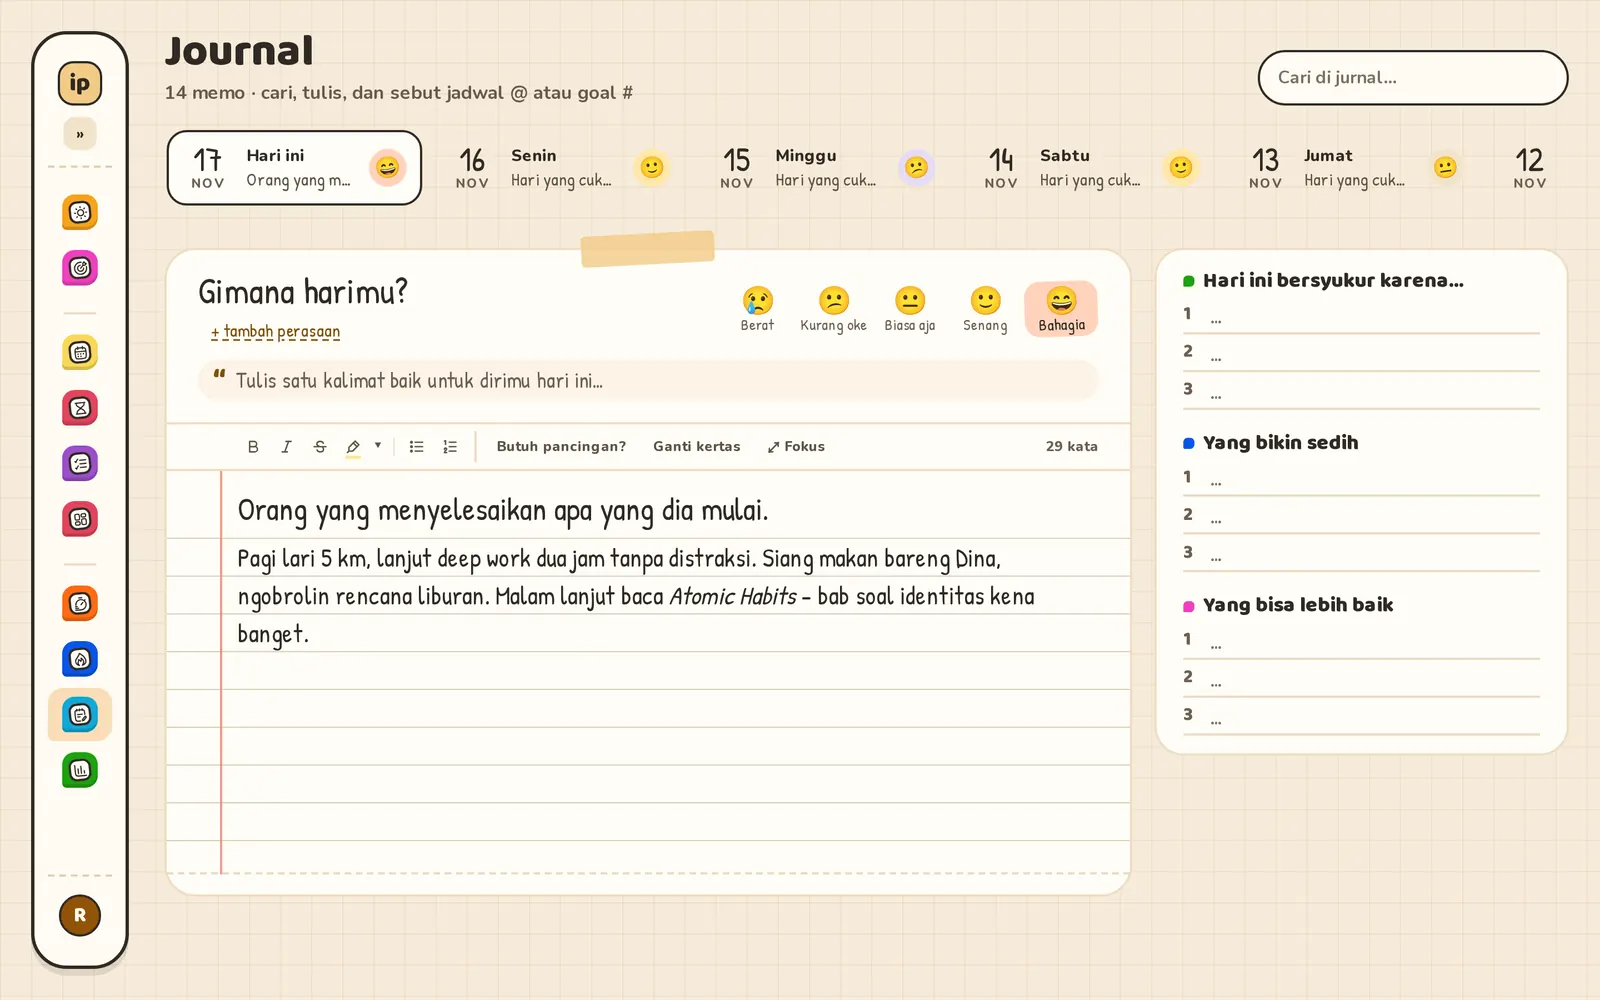 ip
»
Journal
14 memo · cari, tulis, dan sebut jadwal @ atau goal #
Cari di jurnal...
17 NOV
Hari ini
Orang yang m...
16 NOV
Senin
Hari yang cuk...
15 NOV
Minggu
Hari yang cuk...
14 NOV
Sabtu
Hari yang cuk...
13 NOV
Jumat
Hari yang cuk...
12 NOV
Gimana harimu?
+ tambah perasaan
Berat
Kurang oke
Biasa aja
Senang
Bahagia
“ Tulis satu kalimat baik untuk dirimu hari ini...
B I S Butuh pancingan? Ganti kertas Fokus 29 kata
Orang yang menyelesaikan apa yang dia mulai.
Pagi lari 5 km, lanjut deep work dua jam tanpa distraksi. Siang makan bareng Dina,
ngobrolin rencana liburan. Malam lanjut baca Atomic Habits – bab soal identitas kena
banget.
Hari ini bersyukur karena...
1 ...
2 ...
3 ...
Yang bikin sedih
1 ...
2 ...
3 ...
Yang bisa lebih baik
1 ...
2 ...
3 ...
R